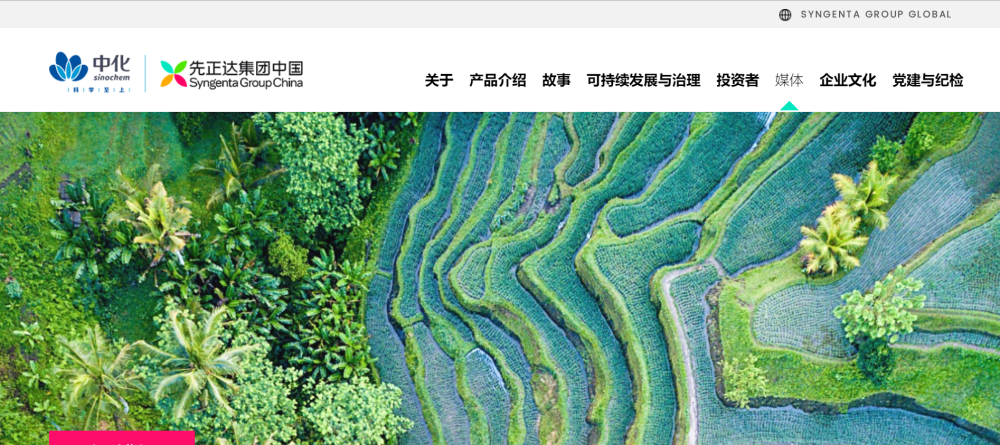 SYNGENTA GROUP GLOBAL
中化
sinochem
科 学 至 上
先正达集团中国
Syngenta Group China
关于 产品介绍 故事 可持续发展与治理 投资者 媒体 企业文化 党建与纪检